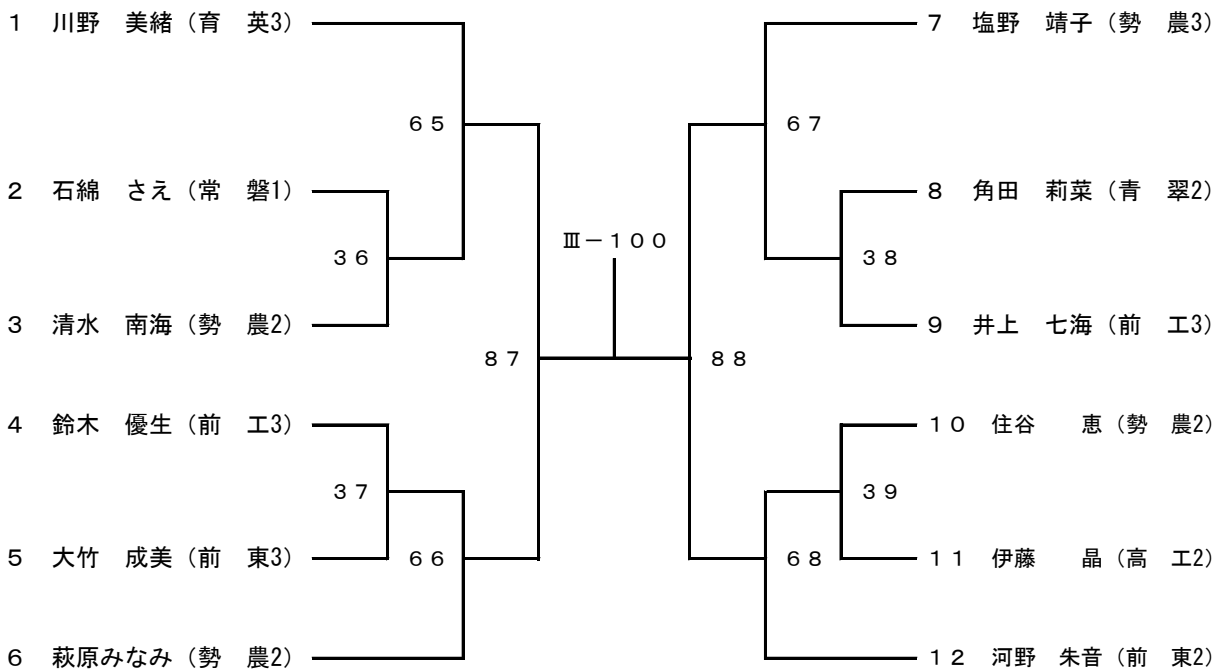 1 川野 美緒(育 英3)
65
2 石綿 さえ(常 磐1)
36
3 清水 南海(勢 農2)
87
4 鈴木 優生(前 工3)
37
5 大竹 成美(前 東3)
66
6 萩原みなみ(勢 農2)
Ⅲ-100
7 塩野 靖子(勢 農3)
67
8 角田 莉菜(青 翠2)
38
9 井上 七海(前 工3)
88
10 住谷 恵(勢 農2)
39
11 伊藤 晶(高 工2)
68
12 河野 朱音(前 東2)